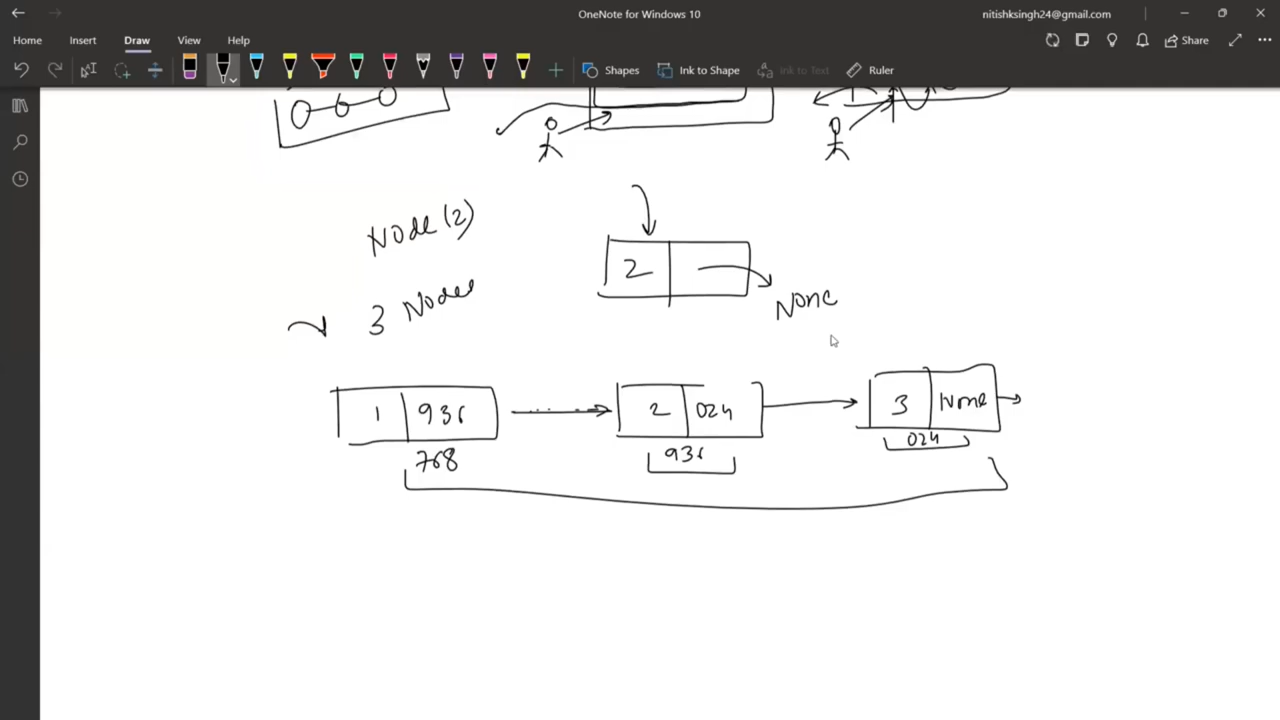 OneNote for Windows 10
nitishksingh24@gmail.com
Home Insert Draw View Help
Share
Shapes Ink to Shape Ink to Text Ruler
Node (2)
2
None
3 Nodes
1 936 2 024 3 None
768 936 024